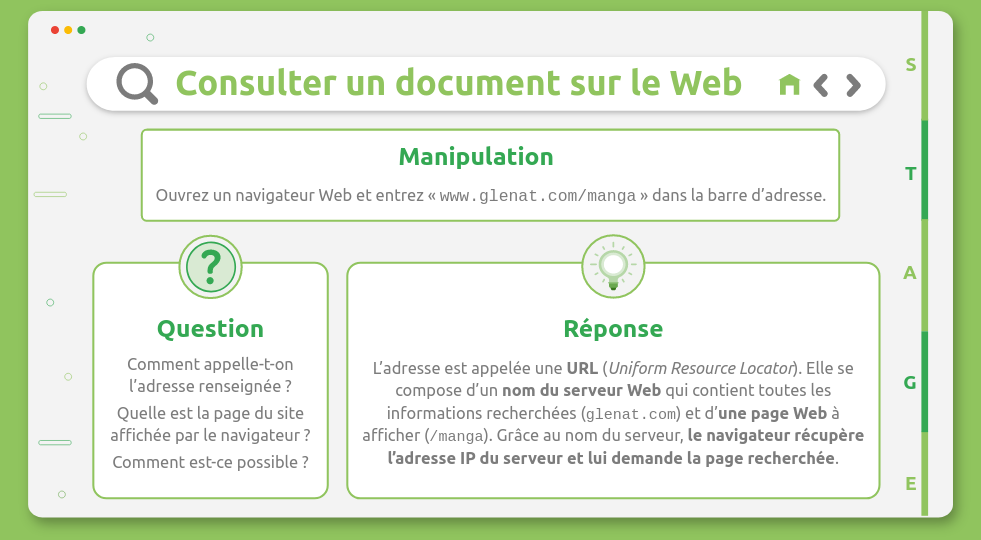 Consulter un document sur le Web
Manipulation
Ouvrez un navigateur Web et entrez « www.glenat.com/manga » dans la barre d’adresse.
?
Question
Comment appelle-t-on
l’adresse renseignée ?
Quelle est la page du site
affichée par le navigateur ?
Comment est-ce possible ?
Réponse
L’adresse est appelée une URL (Uniform Resource Locator). Elle se
compose d’un nom du serveur Web qui contient toutes les
informations recherchées (glenat.com) et d’une page Web à
afficher (/manga). Grâce au nom du serveur, le navigateur récupère
l’adresse IP du serveur et lui demande la page recherchée.
S
T
A
G
E